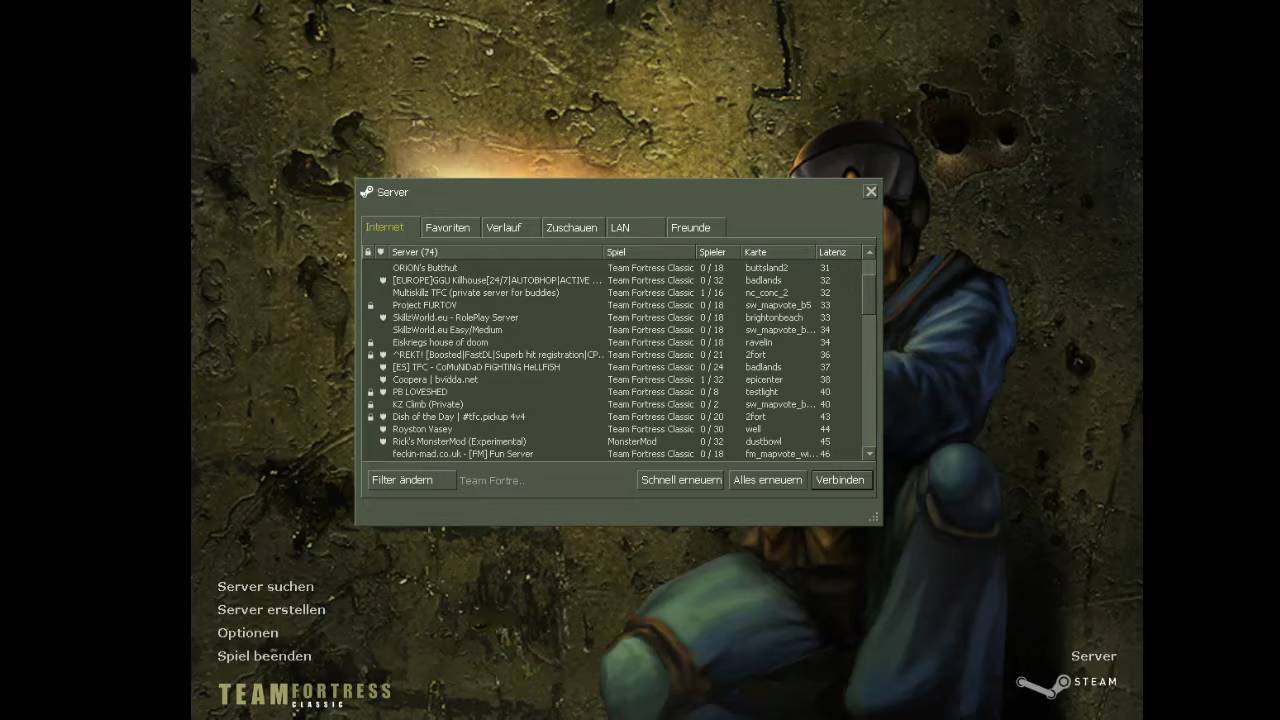 Server
Internet Favoriten Verlauf Zuschauen LAN Freunde
Server (74) Spiel Spieler Karte Latenz
ORiON's Butthut Team Fortress Classic 0 / 18 buttsland2 31
[EUROPE]GGU Killhouse[24/7|AUTOBHOP|ACTIVE ... Team Fortress Classic 0 / 32 badlands 32
Multiskillz TFC (private server for buddies) Team Fortress Classic 1 / 16 nc_conc_2 32
Project FURTOV Team Fortress Classic 0 / 18 sw_mapvote_b5 33
SkillzWorld.eu - RolePlay Server Team Fortress Classic 0 / 18 brightonbeach 33
SkillzWorld.eu Easy/Medium Team Fortress Classic 0 / 18 sw_mapvote_b... 34
Eiskriegs house of doom Team Fortress Classic 0 / 18 ravelin 34
^REKT! [Boosted|FastDL|Superb hit registration|CP... Team Fortress Classic 0 / 21 2fort 36
[ES] TFC - CoMuNiDaD FiGHTiNG HeLLFiSH Team Fortress Classic 0 / 24 badlands 37
Coopera | bvidda.net Team Fortress Classic 1 / 32 epicenter 38
PB LOVESHED Team Fortress Classic 0 / 8 testlight 40
KZ Climb (Private) Team Fortress Classic 0 / 2 sw_mapvote_b... 40
Dish of the Day | #tfc.pickup 4v4 Team Fortress Classic 0 / 20 2fort 43
Royston Vasey Team Fortress Classic 0 / 30 well 44
Rick's MonsterMod (Experimental) MonsterMod 0 / 32 dustbowl 45
feckin-mad.co.uk - [FM] Fun Server Team Fortress Classic 0 / 18 fm_mapvote_wi... 46
Filter ändern Team Fortre.. Schnell erneuern Alles erneuern Verbinden
Server suchen
Server erstellen
Optionen
Spiel beenden
Server
TEAM FORTRESS
CLASSIC
STEAM